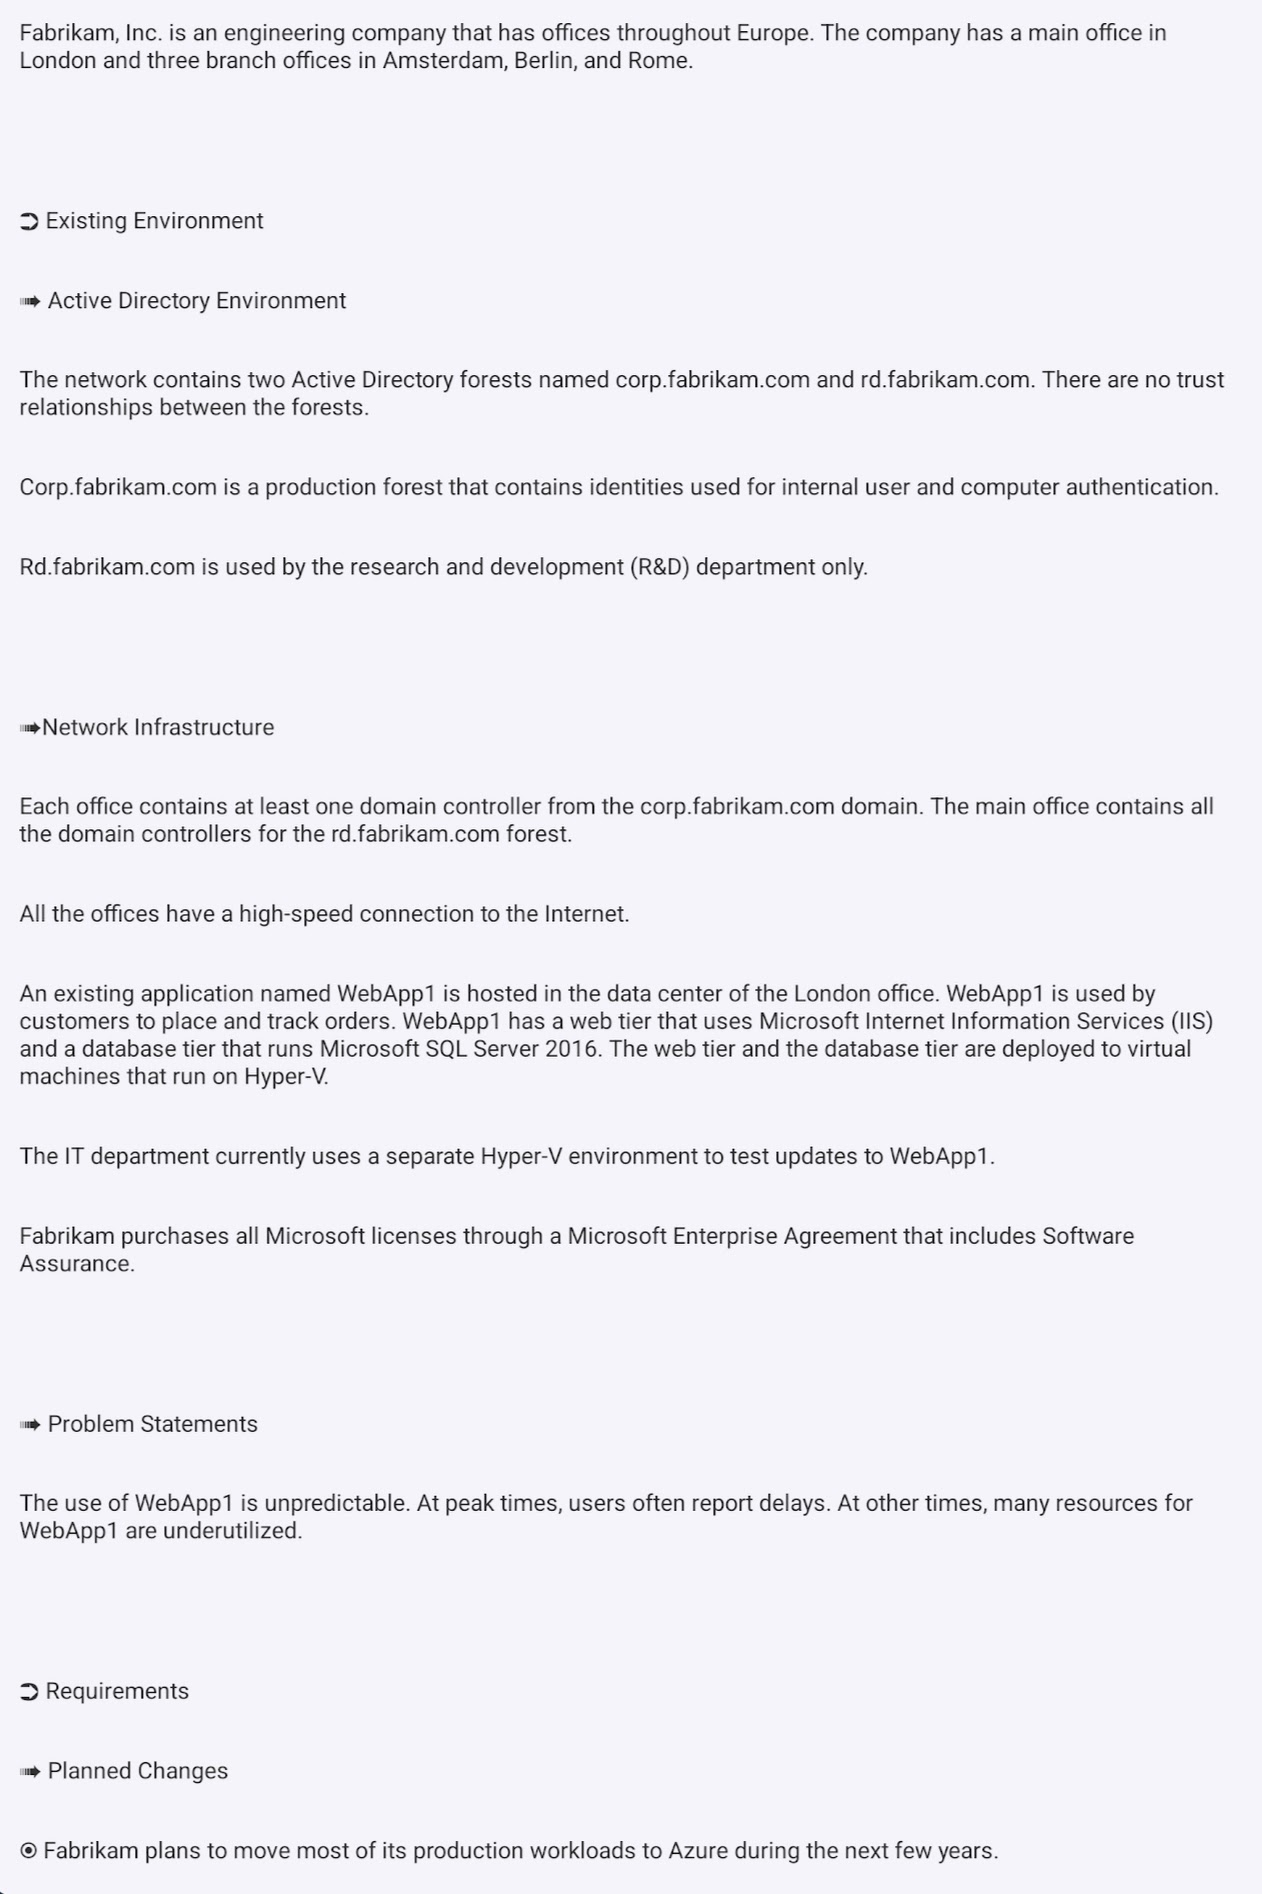 Fabrikam, Inc. is an engineering company that has offices throughout Europe. The company has a main office in
London and three branch offices in Amsterdam, Berlin, and Rome.
➲ Existing Environment
➠ Active Directory Environment
The network contains two Active Directory forests named corp.fabrikam.com and rd.fabrikam.com. There are no trust
relationships between the forests.
Corp.fabrikam.com is a production forest that contains identities used for internal user and computer authentication.
Rd.fabrikam.com is used by the research and development (R&D) department only.
➠Network Infrastructure
Each office contains at least one domain controller from the corp.fabrikam.com domain. The main office contains all
the domain controllers for the rd.fabrikam.com forest.
All the offices have a high-speed connection to the Internet.
An existing application named WebApp1 is hosted in the data center of the London office. WebApp1 is used by
customers to place and track orders. WebApp1 has a web tier that uses Microsoft Internet Information Services (IIS)
and a database tier that runs Microsoft SQL Server 2016. The web tier and the database tier are deployed to virtual
machines that run on Hyper-V.
The IT department currently uses a separate Hyper-V environment to test updates to WebApp1.
Fabrikam purchases all Microsoft licenses through a Microsoft Enterprise Agreement that includes Software
Assurance.
➠ Problem Statements
The use of WebApp1 is unpredictable. At peak times, users often report delays. At other times, many resources for
WebApp1 are underutilized.
➲ Requirements
➠ Planned Changes
⦿ Fabrikam plans to move most of its production workloads to Azure during the next few years.